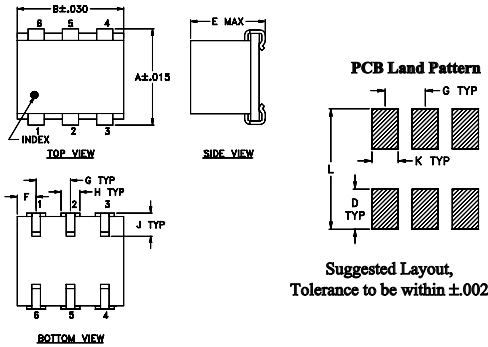 B±.030
6 5 4
A±.015
INDEX
1 2 3
TOP VIEW
E MAX
SIDE VIEW
PCB Land Pattern
G TYP
L
K TYP
D
TYP
Suggested Layout,
Tolerance to be within ±.002
G TYP
H TYP
F
1 2 3
J TYP
6 5 4
BOTTOM VIEW